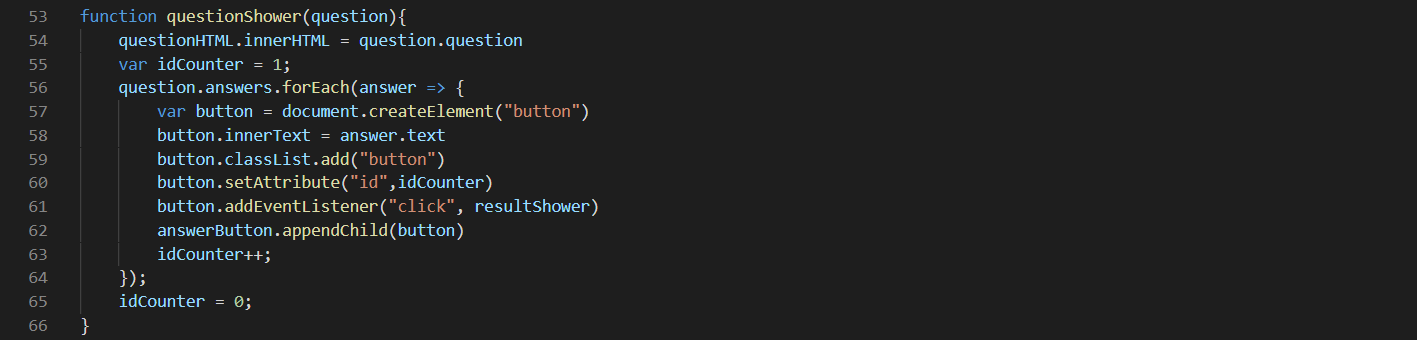 53 function questionShower(question){
54 questionHTML.innerHTML = question.question
55 var idCounter = 1;
56 question.answers.forEach(answer => {
57 var button = document.createElement("button")
58 button.innerText = answer.text
59 button.classList.add("button")
60 button.setAttribute("id",idCounter)
61 button.addEventListener("click", resultShower)
62 answerButton.appendChild(button)
63 idCounter++;
64 });
65 idCounter = 0;
66 }